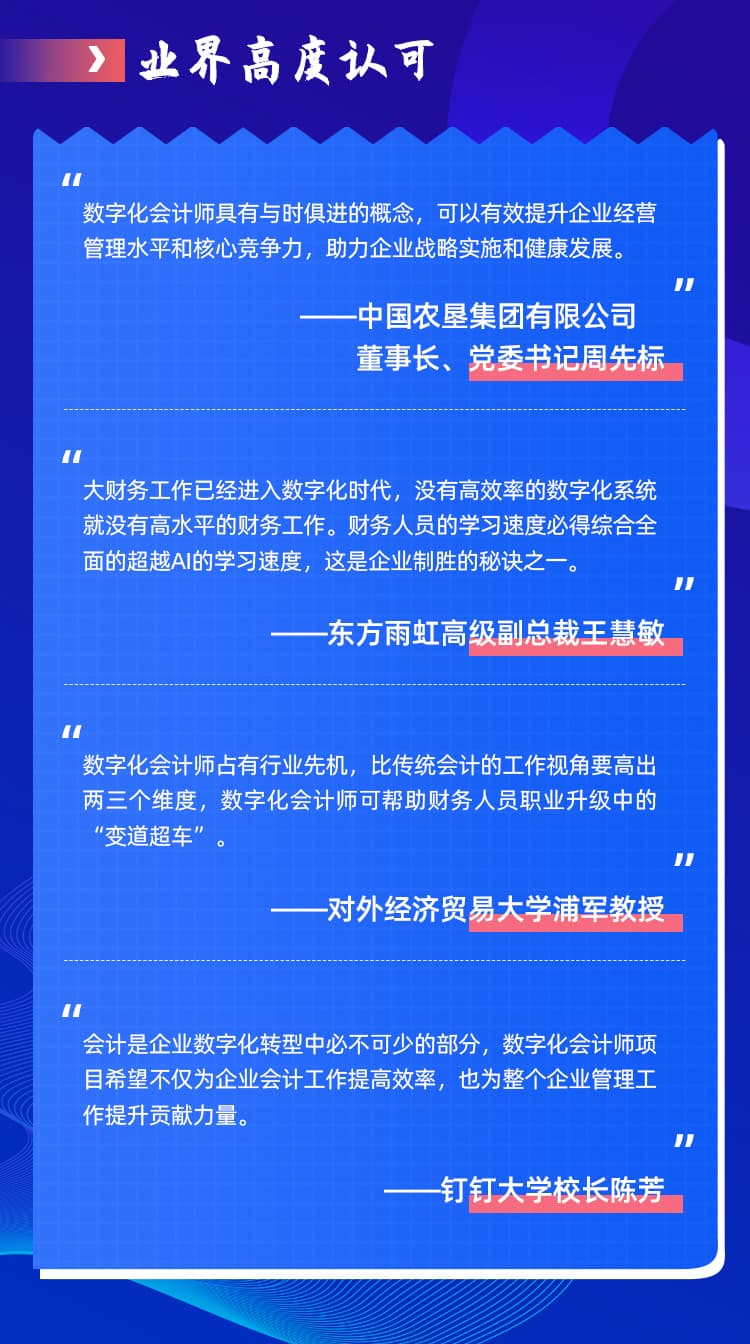 业界高度认可
“
数字化会计师具有与时俱进的概念，可以有效提升企业经营
管理水平和核心竞争力，助力企业战略实施和健康发展。
”
——中国农垦集团有限公司
董事长、党委书记周先标
“
大财务工作已经进入数字化时代，没有高效率的数字化系统
就没有高水平的财务工作。财务人员的学习速度必得综合全
面的超越AI的学习速度，这是企业制胜的秘诀之一。
”
——东方雨虹高级副总裁王慧敏
“
数字化会计师占有行业先机，比传统会计的工作视角要高出
两三个维度，数字化会计师可帮助财务人员职业升级中的
“变道超车”。
”
——对外经济贸易大学浦军教授
“
会计是企业数字化转型中必不可少的部分，数字化会计师项
目希望不仅为企业会计工作提高效率，也为整个企业管理工
作提升贡献力量。
”
——钉钉大学校长陈芳